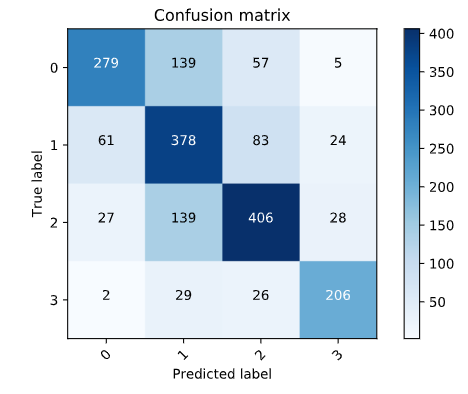 Confusion matrix
True label
0 279 139 57 5
1 61 378 83 24
2 27 139 406 28
3 2 29 26 206
0 1 2 3
Predicted label
400
350
300
250
200
150
100
50